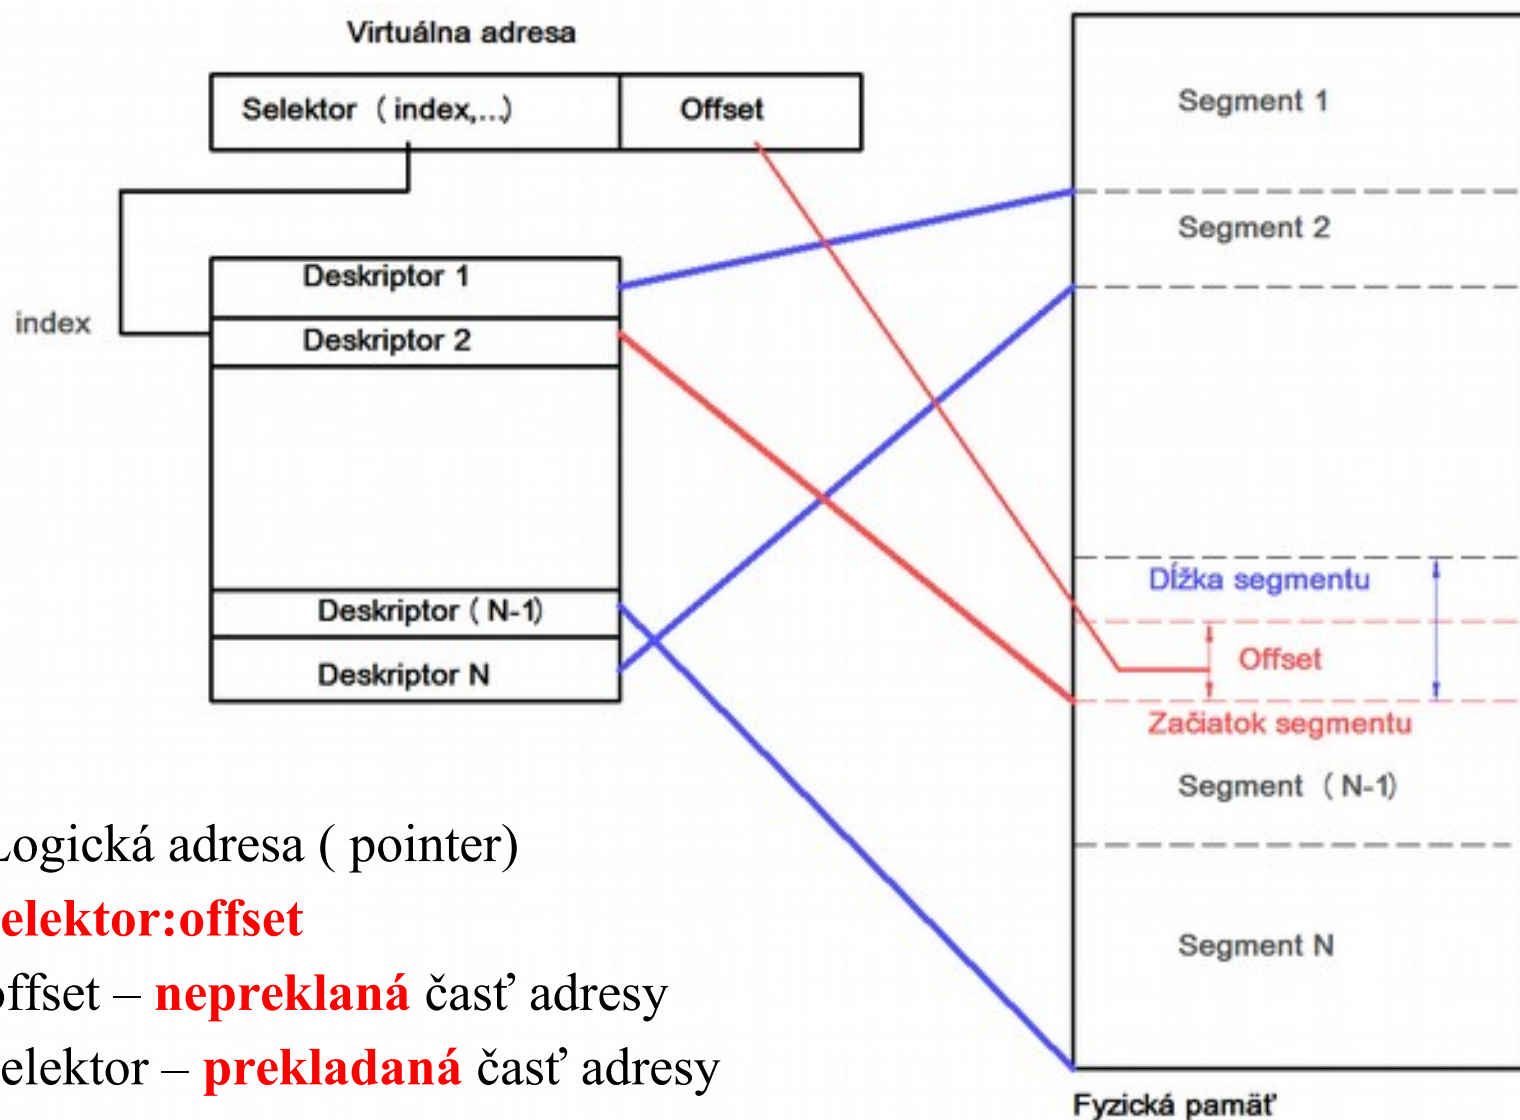 Virtuálna adresa
Selektor ( index,...)
Offset
index
Deskriptor 1
Deskriptor 2
Deskriptor ( N-1)
Deskriptor N
Segment 1
Segment 2
Dĺžka segmentu
Offset
Začiatok segmentu
Segment ( N-1)
Segment N
Fyzická pamäť
Logická adresa ( pointer)
elektor:offset
offset – nepreklaná časť adresy
elektor – prekladaná časť adresy